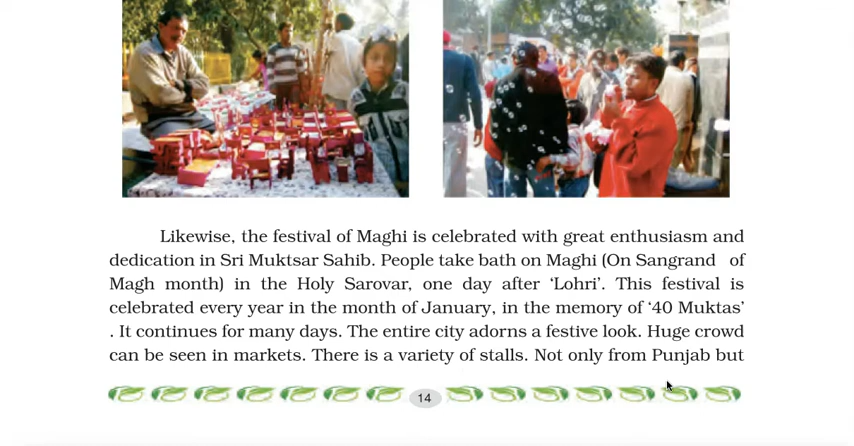 Likewise, the festival of Maghi is celebrated with great enthusiasm and
dedication in Sri Muktsar Sahib. People take bath on Maghi (On Sangrand of
Magh month) in the Holy Sarovar, one day after ‘Lohri’. This festival is
celebrated every year in the month of January, in the memory of ‘40 Muktas’
. It continues for many days. The entire city adorns a festive look. Huge crowd
can be seen in markets. There is a variety of stalls. Not only from Punjab but
14